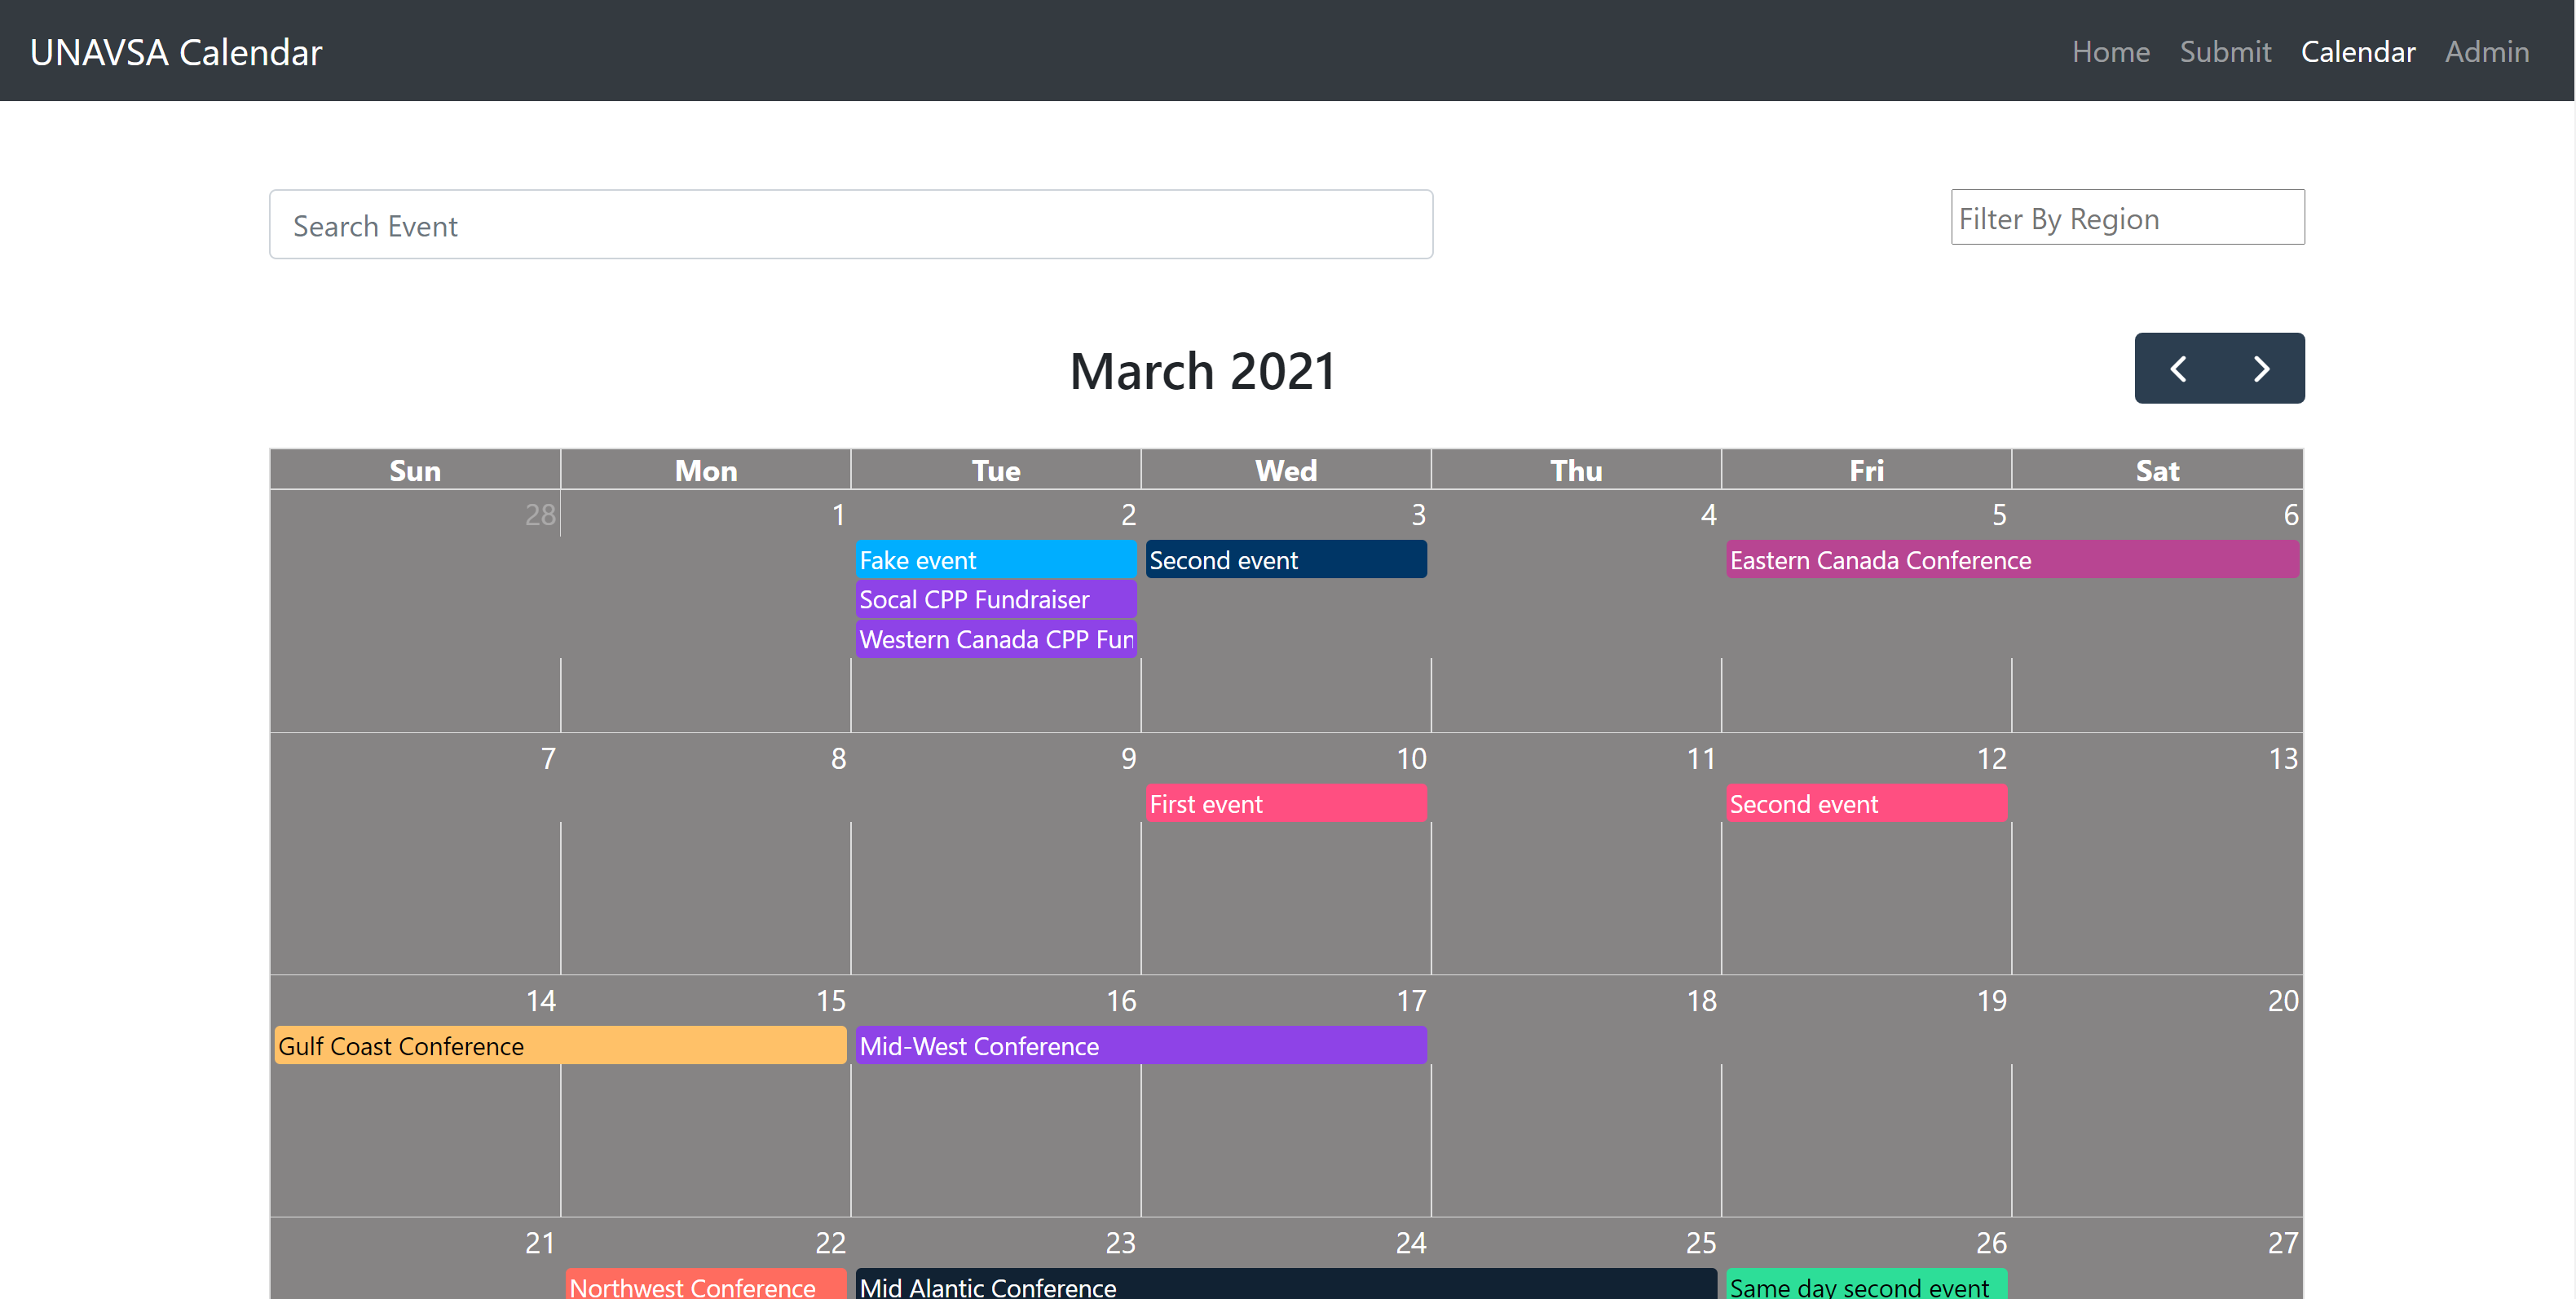 UNAVSA Calendar
Home Submit Calendar Admin
Search Event
Filter By Region
March 2021
Sun Mon Tue Wed Thu Fri Sat
28 1 2 3 4 5 6
Fake event Second event Eastern Canada Conference
Socal CPP Fundraiser
Western Canada CPP Fun
7 8 9 10 11 12 13
First event Second event
14 15 16 17 18 19 20
Gulf Coast Conference Mid-West Conference
21 22 23 24 25 26 27
Northwest Conference Mid Alantic Conference Same day second event